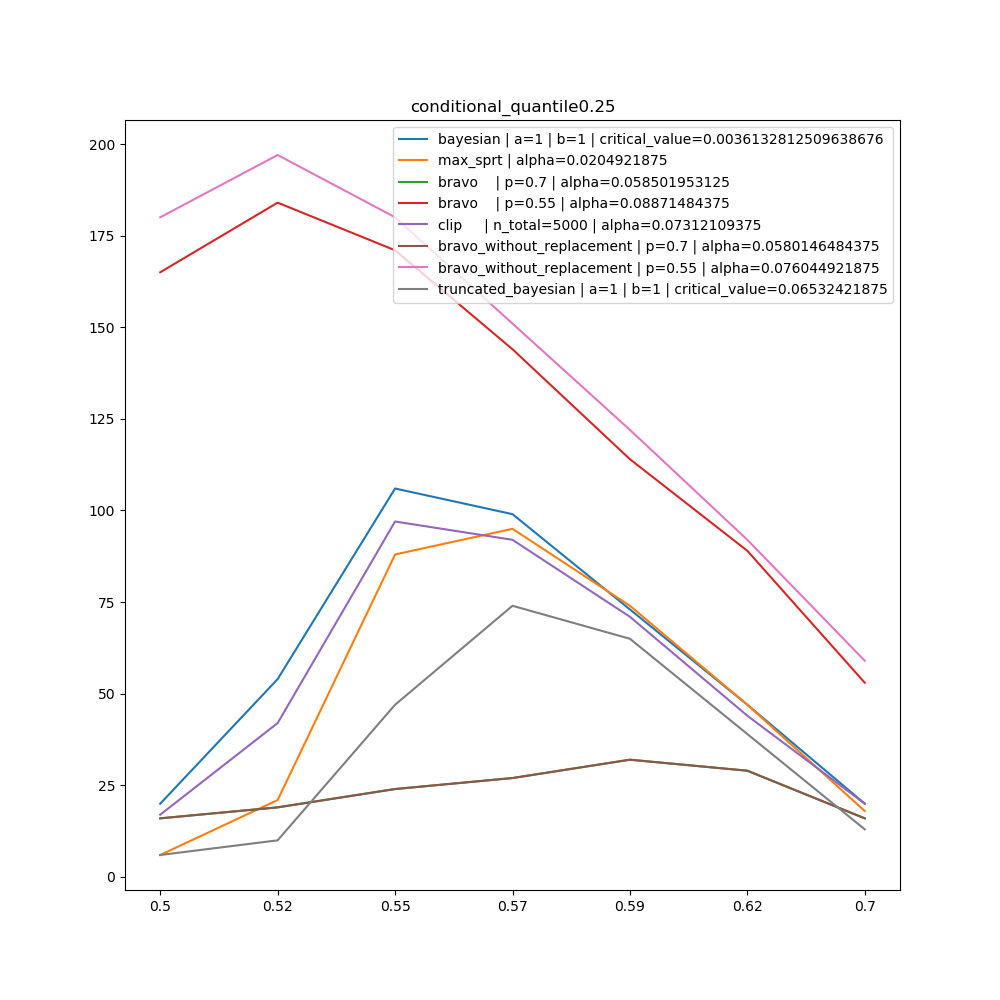 conditional_quantile0.25
200
175
150
125
100
75
50
25
0
bayesian | a=1 | b=1 | critical_value=0.0036132812509638676
max_sprt | alpha=0.0204921875
bravo    | p=0.7 | alpha=0.058501953125
bravo    | p=0.55 | alpha=0.08871484375
clip     | n_total=5000 | alpha=0.07312109375
bravo_without_replacement | p=0.7 | alpha=0.0580146484375
bravo_without_replacement | p=0.55 | alpha=0.076044921875
truncated_bayesian | a=1 | b=1 | critical_value=0.06532421875
0.5 0.52 0.55 0.57 0.59 0.62 0.7